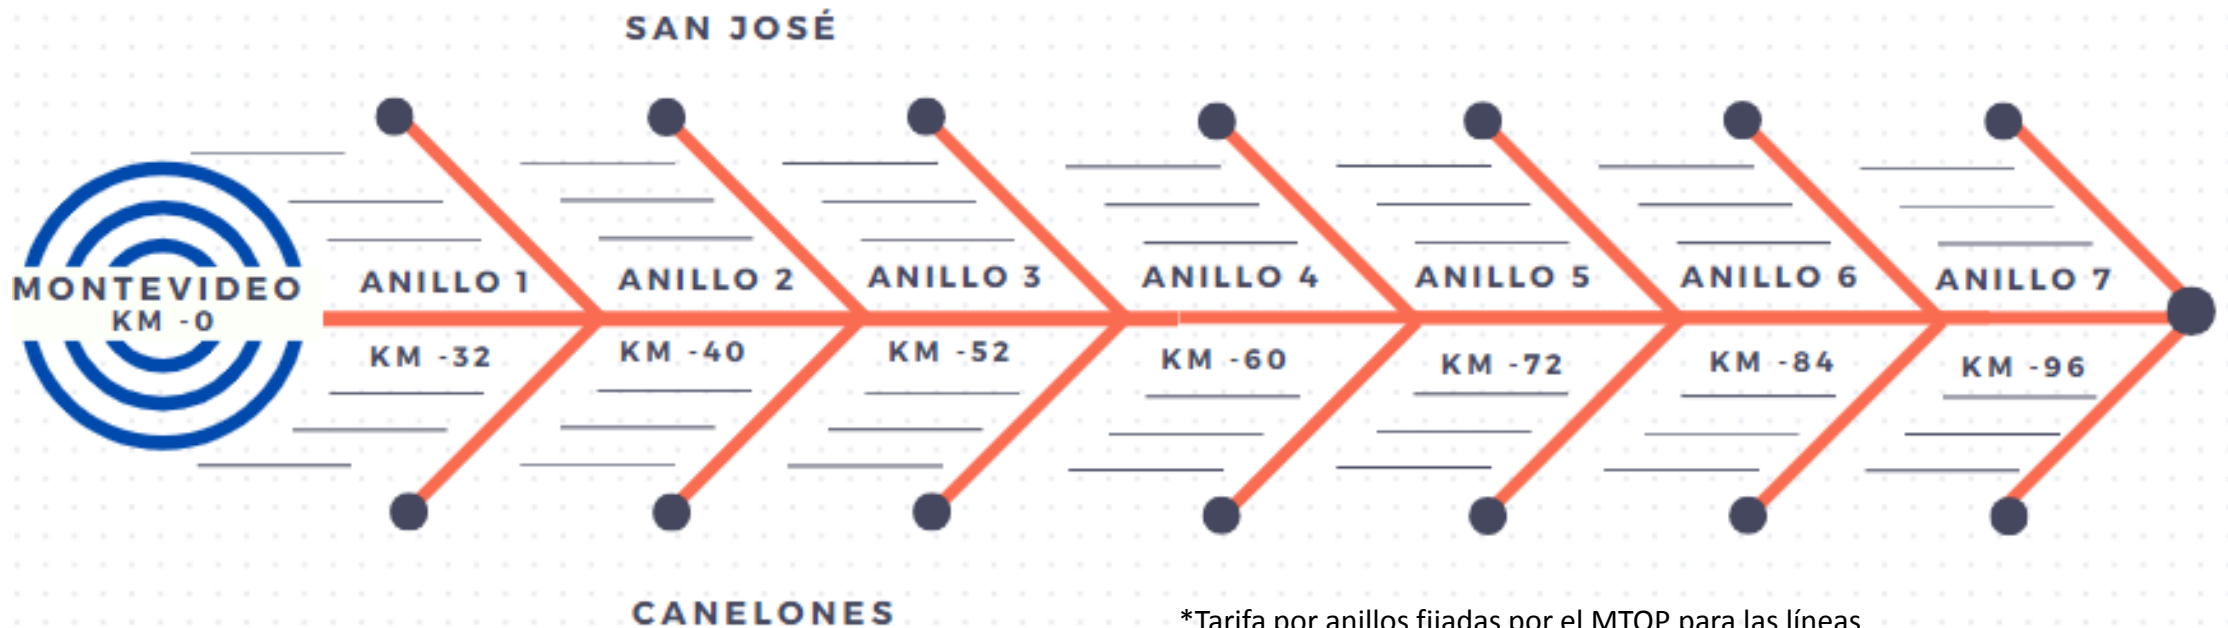 SAN JOSÉ
MONTEVIDEO
KM -0
ANILLO 1
ANILLO 2
ANILLO 3
ANILLO 4
ANILLO 5
ANILLO 6
ANILLO 7
KM -32
KM -40
KM -52
KM -60
KM -72
KM -84
KM -96
CANELONES
*Tarifa por anillos fijadas por el MTOP para las líneas